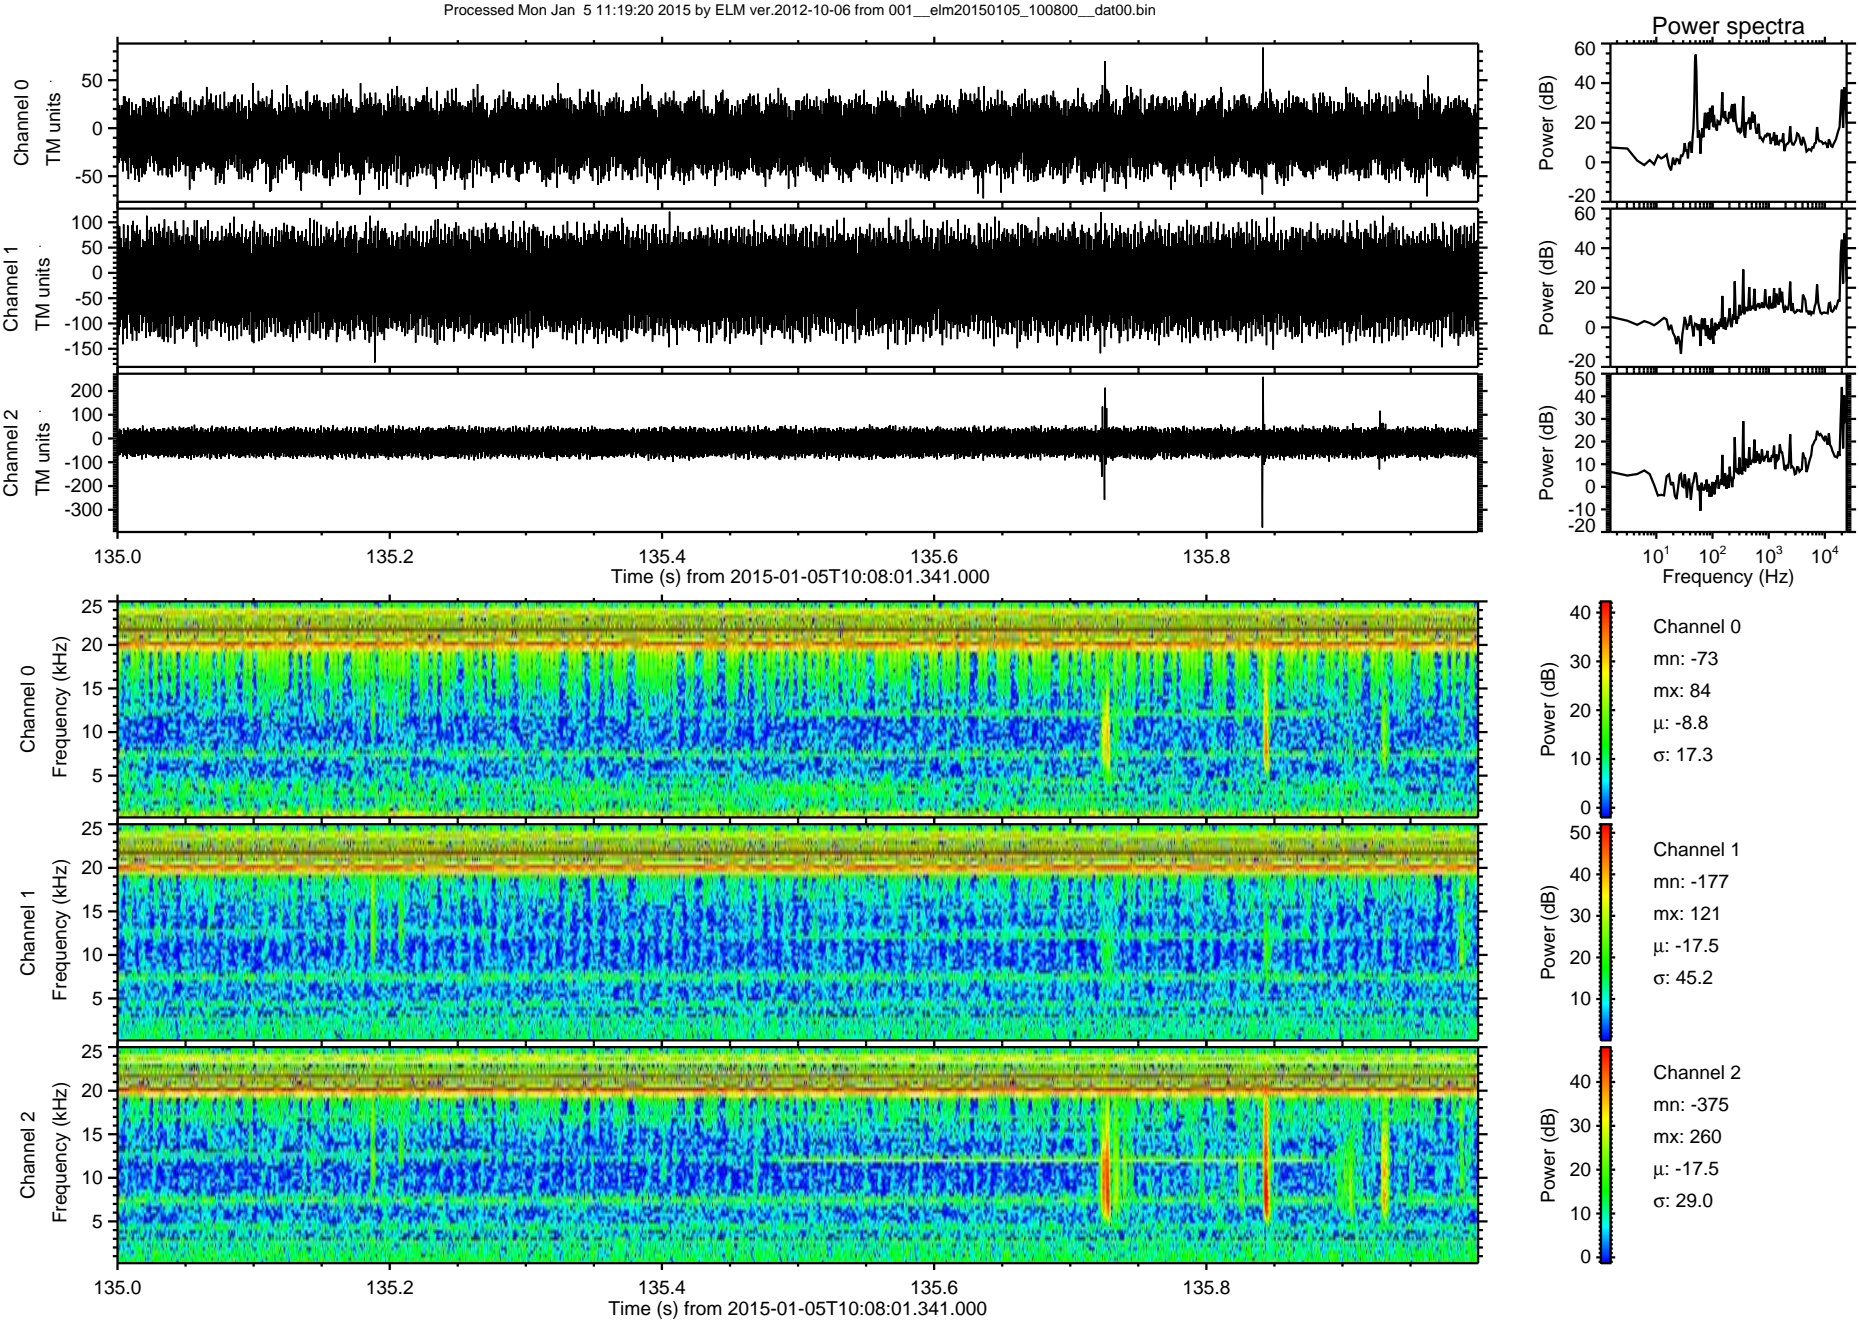 Processed Mon Jan  5 11:19:20 2015 by ELM ver.2012-10-06 from 001__elm20150105_100800__dat00.bin
Power spectra
Channel 0
TM units
50
0
-50
Power (dB)
60
40
20
0
-20
Channel 1
TM units
100
50
0
-50
-100
-150
Power (dB)
60
40
20
0
-20
Channel 2
TM units
200
100
0
-100
-200
-300
Power (dB)
50
40
30
20
10
0
-10
-20
135.0 135.2 135.4 135.6 135.8
Time (s) from 2015-01-05T10:08:01.341.000
10¹ 10² 10³ 10⁴
Frequency (Hz)
Channel 0
Frequency (kHz)
25
20
15
10
5
Power (dB)
40
30
20
10
0
Channel 0
mn: -73
mx: 84
μ: -8.8
σ: 17.3
Channel 1
Frequency (kHz)
25
20
15
10
5
Power (dB)
50
40
30
20
10
Channel 1
mn: -177
mx: 121
μ: -17.5
σ: 45.2
Channel 2
Frequency (kHz)
25
20
15
10
5
Power (dB)
40
30
20
10
0
Channel 2
mn: -375
mx: 260
μ: -17.5
σ: 29.0
135.0 135.2 135.4 135.6 135.8
Time (s) from 2015-01-05T10:08:01.341.000